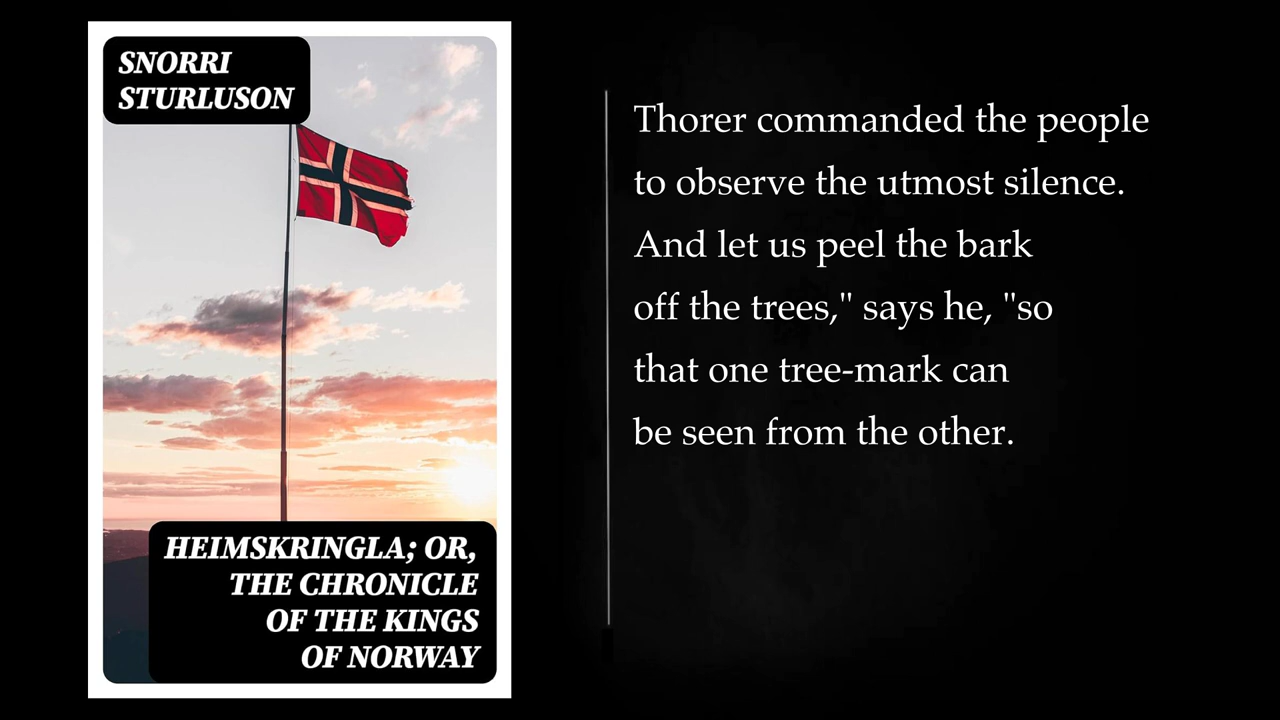 SNORRI
STURLUSON
HEIMSKRINGLA; OR,
THE CHRONICLE
OF THE KINGS
OF NORWAY
Thorer commanded the people
to observe the utmost silence.
And let us peel the bark
off the trees," says he, "so
that one tree-mark can
be seen from the other.